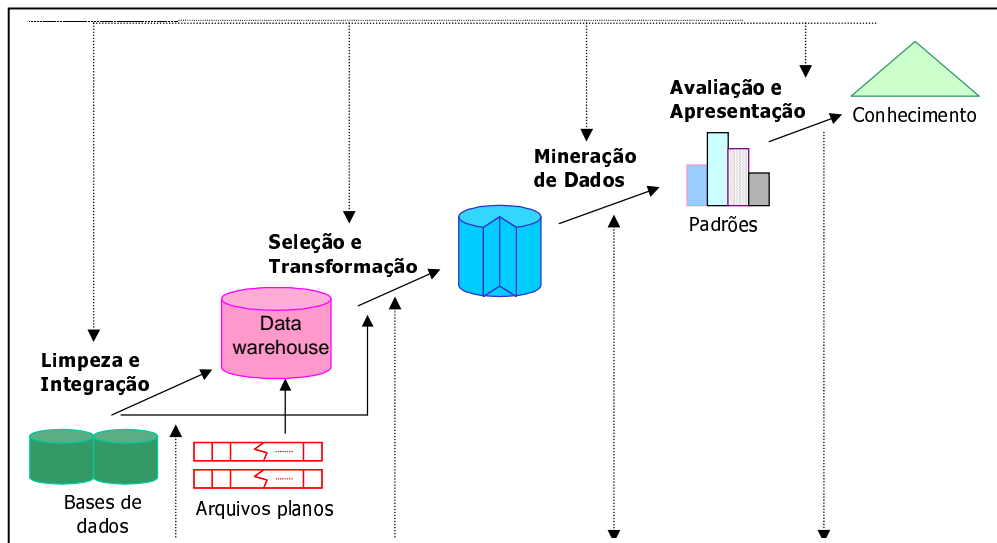 Avaliação e
Apresentação
Conhecimento
Mineração
de Dados
Padrões
Seleção e
Transformação
Data
warehouse
Limpeza e
Integração
Bases de
dados
Arquivos planos